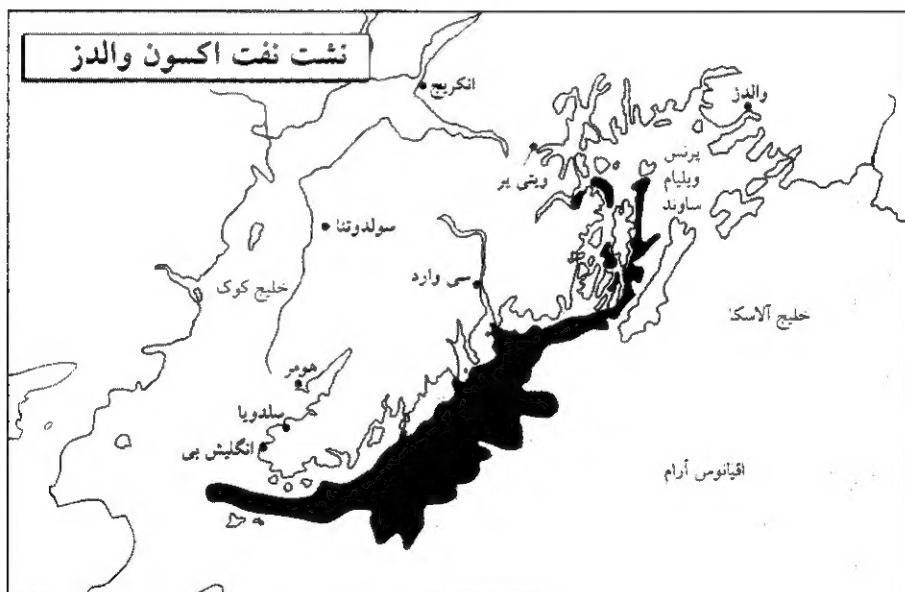 نشت نفت اکسون والدز
انکریج
والدز
ویتی یر
پرنس
ویلیام
ساوند
سولدوتنا
سی وارد
خلیج کوک
خلیج آلاسکا
هومر
سلدویا
انگلیش بی
اقیانوس آرام